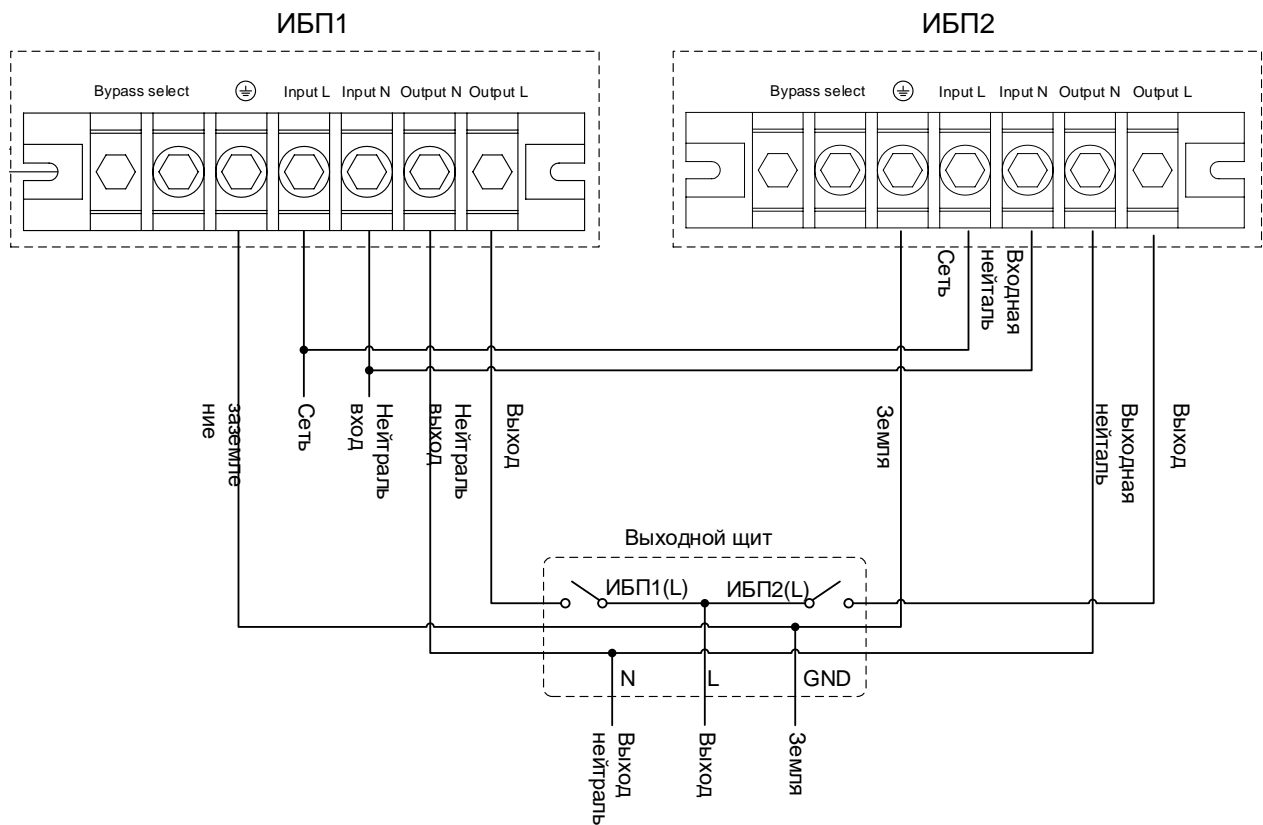 ИБП1
ИБП2
Bypass select
Input L
Input N
Output N
Output L
Bypass select
Input L
Input N
Output N
Output L
Сеть
Входная
нейталь
заземле
ние
Сеть
Нейтраль
вход
Нейтраль
выход
Выход
Земля
Выходная
нейталь
Выход
Выходной щит
ИБП1(L)
ИБП2(L)
N
L
GND
Выход
нейтраль
Выход
Земля